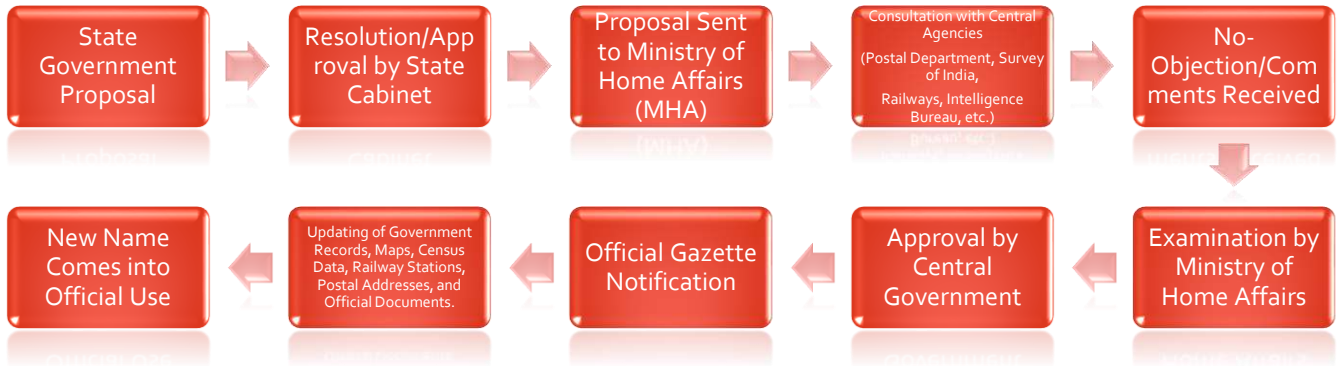 State
Government
Proposal
Resolution/App
roval by State
Cabinet
Proposal Sent
to Ministry of
Home Affairs
(MHA)
Consultation with Central
Agencies
(Postal Department, Survey
of India,
Railways, Intelligence
Bureau, etc.)
No-
Objection/Com
ments Received
Examination by
Ministry of
Home Affairs
Approval by
Central
Government
Official Gazette
Notification
Updating of Government
Records, Maps, Census
Data, Railway Stations,
Postal Addresses, and
Official Documents.
New Name
Comes into
Official Use